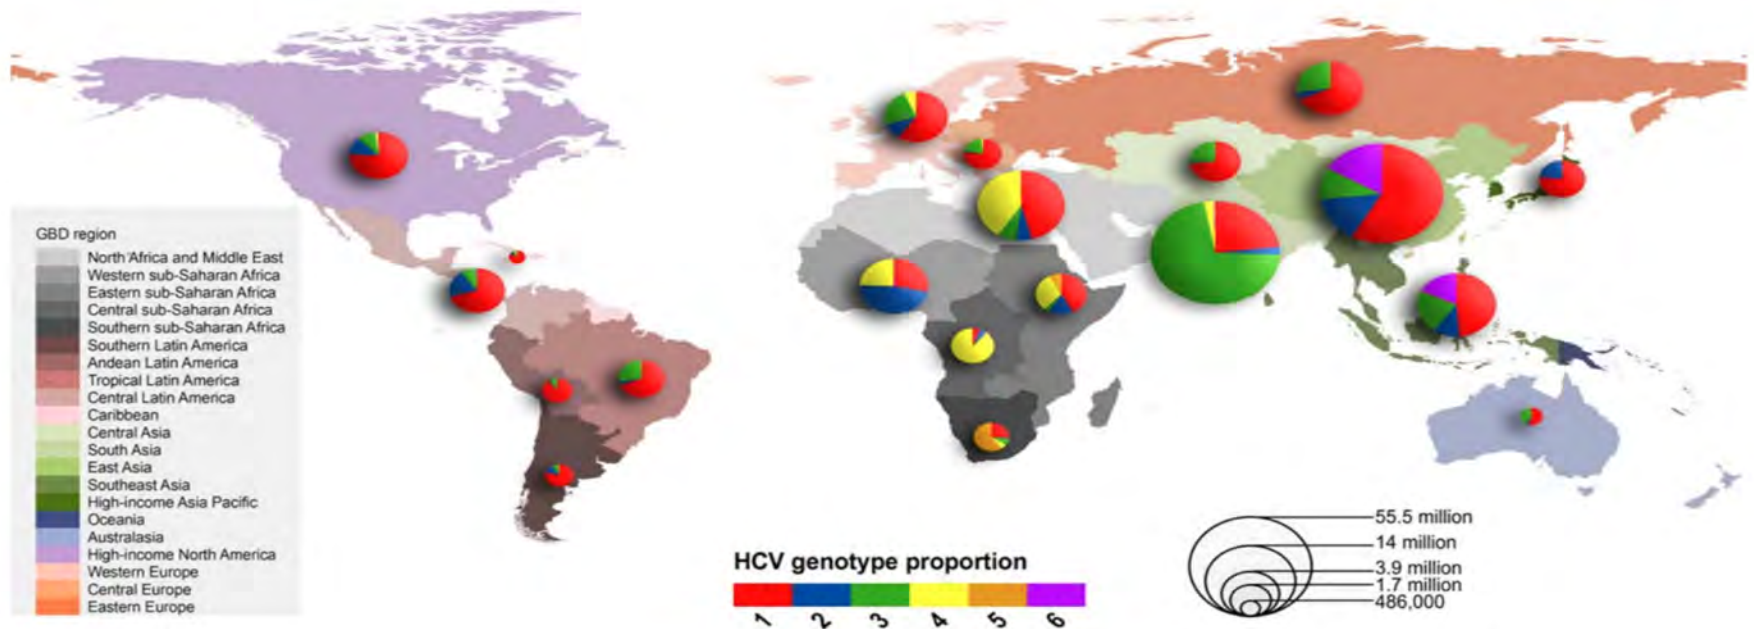 GBD region
North Africa and Middle East
Western sub-Saharan Africa
Eastern sub-Saharan Africa
Central sub-Saharan Africa
Southern sub-Saharan Africa
Southern Latin America
Andean Latin America
Tropical Latin America
Central Latin America
Caribbean
Central Asia
South Asia
East Asia
Southeast Asia
High-income Asia Pacific
Oceania
Australasia
High-income North America
Western Europe
Central Europe
Eastern Europe
HCV genotype proportion
1 2 3 4 5 6
55.5 million
14 million
3.9 million
1.7 million
486,000